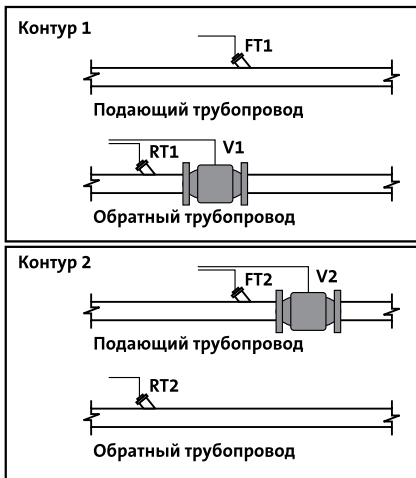 Контур 1
FT1
Подающий трубопровод
RT1
V1
Обратный трубопровод
Контур 2
FT2
V2
Подающий трубопровод
RT2
Обратный трубопровод